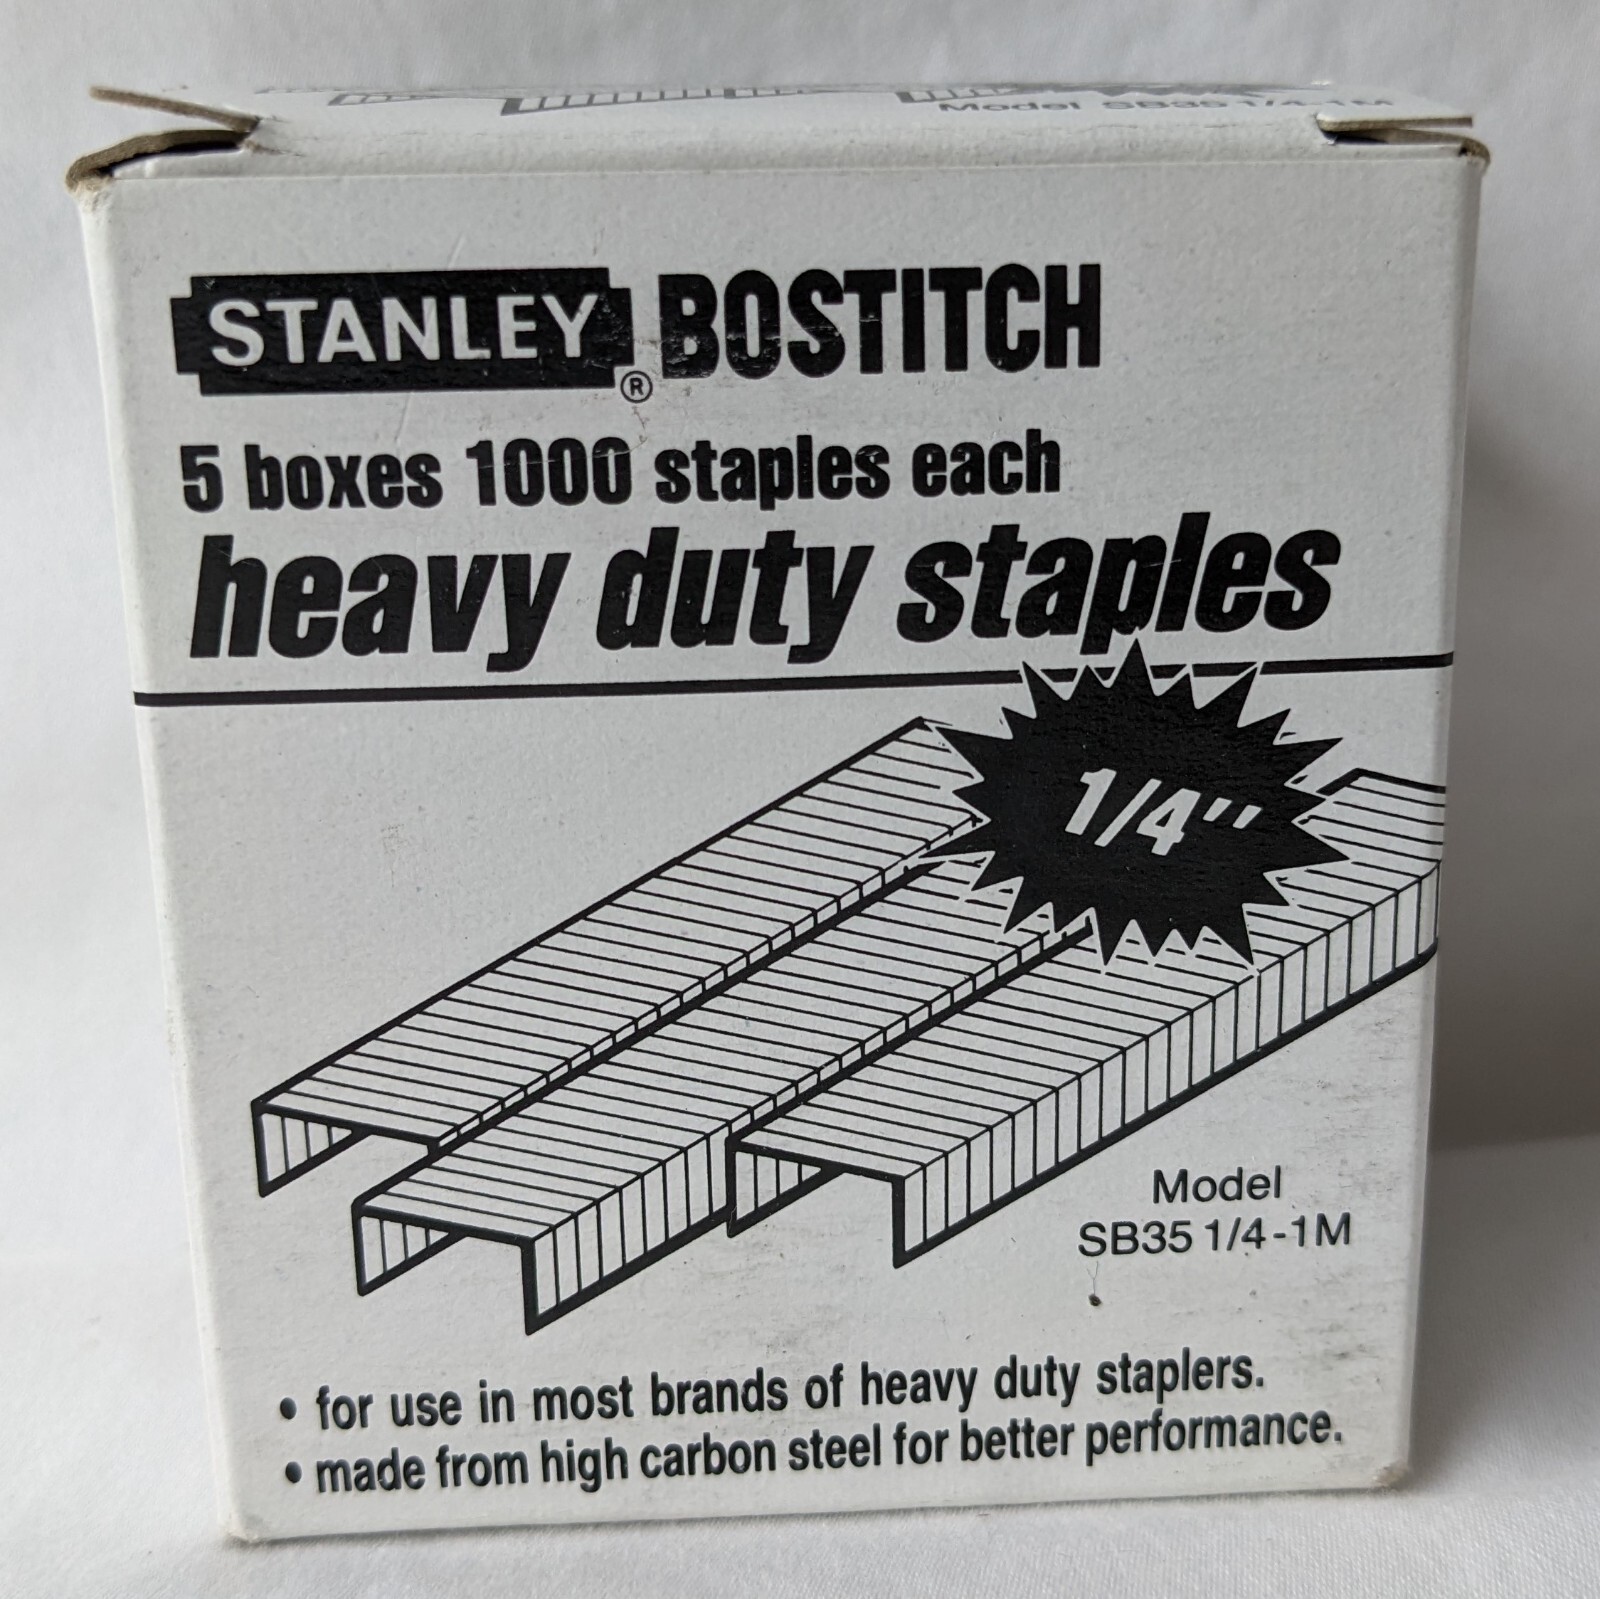 Model SB35 1/4-1M
STANLEY® BOSTITCH
5 boxes 1000 staples each
heavy duty staples
1/4"
Model
SB35 1/4-1M
• for use in most brands of heavy duty staplers.
• made from high carbon steel for better performance.